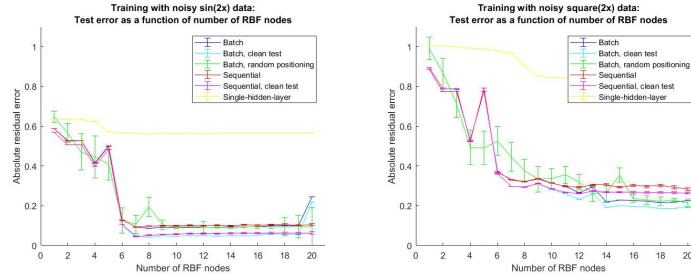 Training with noisy sin(2x) data:
Test error as a function of number of RBF nodes
Absolute residual error
1
0.8
0.6
0.4
0.2
0
0 2 4 6 8 10 12 14 16 18 20
Number of RBF nodes
Batch
Batch, clean test
Batch, random positioning
Sequential
Sequential, clean test
Single-hidden-layer
Training with noisy square(2x) data:
Test error as a function of number of RBF nodes
Absolute residual error
1
0.8
0.6
0.4
0.2
0
0 2 4 6 8 10 12 14 16 18 20
Number of RBF nodes
Batch
Batch, clean test
Batch, random positioning
Sequential
Sequential, clean test
Single-hidden-layer